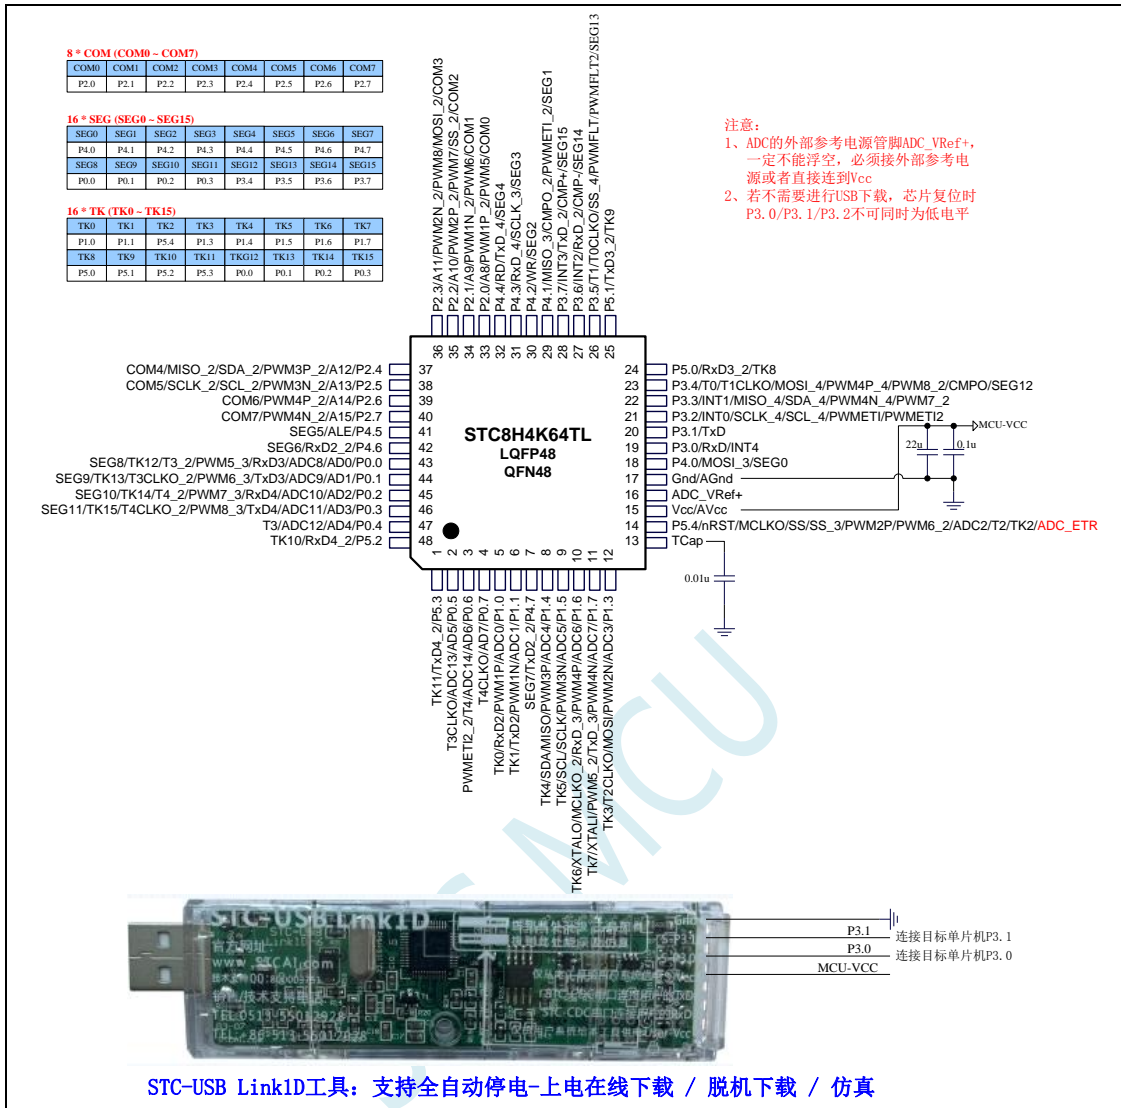 8 * COM (COM0 ~ COM7)
COM0 COM1 COM2 COM3 COM4 COM5 COM6 COM7
P2.0 P2.1 P2.2 P2.3 P2.4 P2.5 P2.6 P2.7
16 * SEG (SEG0 ~ SEG15)
SEG0 SEG1 SEG2 SEG3 SEG4 SEG5 SEG6 SEG7
P4.0 P4.1 P4.2 P4.3 P4.4 P4.5 P4.6 P4.7
SEG8 SEG9 SEG10 SEG11 SEG12 SEG13 SEG14 SEG15
P0.0 P0.1 P0.2 P0.3 P3.4 P3.5 P3.6 P3.7
16 * TK (TK0 ~ TK15)
TK0 TK1 TK2 TK3 TK4 TK5 TK6 TK7
P1.0 P1.1 P5.4 P1.3 P1.4 P1.5 P1.6 P1.7
TK8 TK9 TK10 TK11 TKG12 TK13 TK14 TK15
P5.0 P5.1 P5.2 P5.3 P0.0 P0.1 P0.2 P0.3
P2.3/A11/PWM2N_2/PWM8/MOSI_2/COM3
P2.2/A10/PWM2P_2/PWM7/SS_2/COM2
P2.1/A9/PWM1N_2/PWM6/COM1
P2.0/A8/PWM1P_2/PWM5/COM0
P4.4/RD/TxD_4/SEG4
P4.3/RxD_4/SCLK_3/SEG3
P4.2/WR/SEG2
P4.1/MISO_3/CMPO_2/PWMETI_2/SEG1
P3.7/INT3/TxD_2/CMP+/SEG15
P3.6/INT2/RxD_2/CMP-/SEG14
P3.5/T1/T0CLKO/SS_4/PWMFLT/PWMFLT2/SEG13
P5.1/TxD3_2/TK9
注意：
1、ADC的外部参考电源管脚ADC_VRef+，
一定不能浮空，必须接外部参考电
源或者直接连到Vcc
2、若不需要进行USB下载，芯片复位时
P3.0/P3.1/P3.2不可同时为低电平
36 35 34 33 32 31 30 29 28 27 26 25
COM4/MISO_2/SDA_2/PWM3P_2/A12/P2.4 37
COM5/SCLK_2/SCL_2/PWM3N_2/A13/P2.5 38
COM6/PWM4P_2/A14/P2.6 39
COM7/PWM4N_2/A15/P2.7 40
SEG5/ALE/P4.5 41
SEG6/RxD2_2/P4.6 42
SEG8/TK12/T3_2/PWM5_3/RxD3/ADC8/AD0/P0.0 43
SEG9/TK13/T3CLKO_2/PWM6_3/TxD3/ADC9/AD1/P0.1 44
SEG10/TK14/T4_2/PWM7_3/RxD4/ADC10/AD2/P0.2 45
SEG11/TK15/T4CLKO_2/PWM8_3/TxD4/ADC11/AD3/P0.3 46
T3/ADC12/AD4/P0.4 47
TK10/RxD4_2/P5.2 48
STC8H4K64TL
LQFP48
QFN48
24 P5.0/RxD3_2/TK8
23 P3.4/T0/T1CLKO/MOSI_4/PWM4P_4/PWM8_2/CMPO/SEG12
22 P3.3/INT1/MISO_4/SDA_4/PWM4N_4/PWM7_2
21 P3.2/INT0/SCLK_4/SCL_4/PWMETI/PWMETI2
20 P3.1/TxD
19 P3.0/RxD/INT4
18 P4.0/MOSI_3/SEG0
17 Gnd/AGnd
16 ADC_VRef+
15 Vcc/AVcc
14 P5.4/nRST/MCLKO/SS/SS_3/PWM2P/PWM6_2/ADC2/T2/TK2/ADC_ETR
13 TCap
MCU-VCC
22u 0.1u
0.01u
1 2 3 4 5 6 7 8 9 10 11 12
TK11/TxD4_2/P5.3
T3CLKO/ADC13/AD5/P0.5
PWMETI2_2/T4/ADC14/AD6/P0.6
T4CLKO/AD7/P0.7
TK0/RxD2/PWM1P/ADC0/P1.0
TK1/TxD2/PWM1N/ADC1/P1.1
SEG7/TxD2_2/P4.7
TK4/SDA/MISO/PWM3P/ADC4/P1.4
TK5/SCL/SCLK/PWM3N/ADC5/P1.5
TK6/XTALO/MCLKO_2/RxD_3/PWM4P/ADC6/P1.6
TK7/XTALI/PWM5_2/TxD_3/PWM4N/ADC7/P1.7
TK3/T2CLKO/MOSI/PWM2N/ADC3/P1.3
MCU
STC-USB Link1D
官方网址：
www.STCAI.com
P3.1 连接目标单片机P3.1
P3.0 连接目标单片机P3.0
MCU-VCC
STC-USB Link1D工具：支持全自动停电-上电在线下载 / 脱机下载 / 仿真